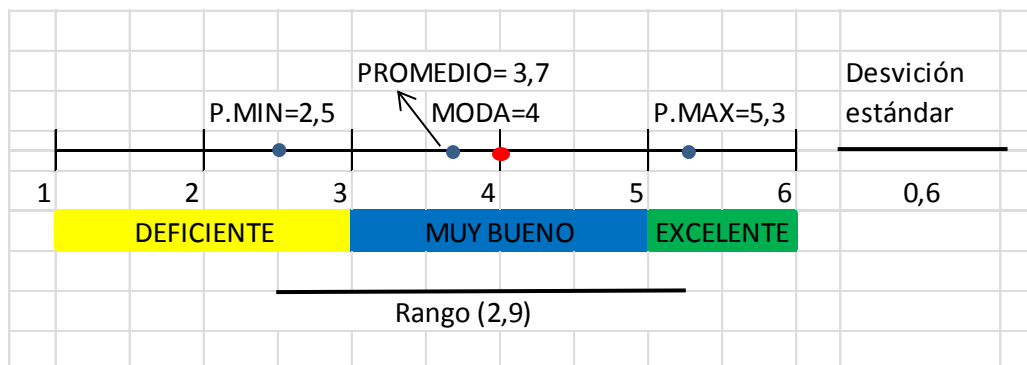 PROMEDIO= 3,7
Desvición
estándar
P.MIN=2,5
MODA=4
P.MAX=5,3
1 2 3 4 5 6
0,6
DEFICIENTE
MUY BUENO
EXCELENTE
Rango (2,9)